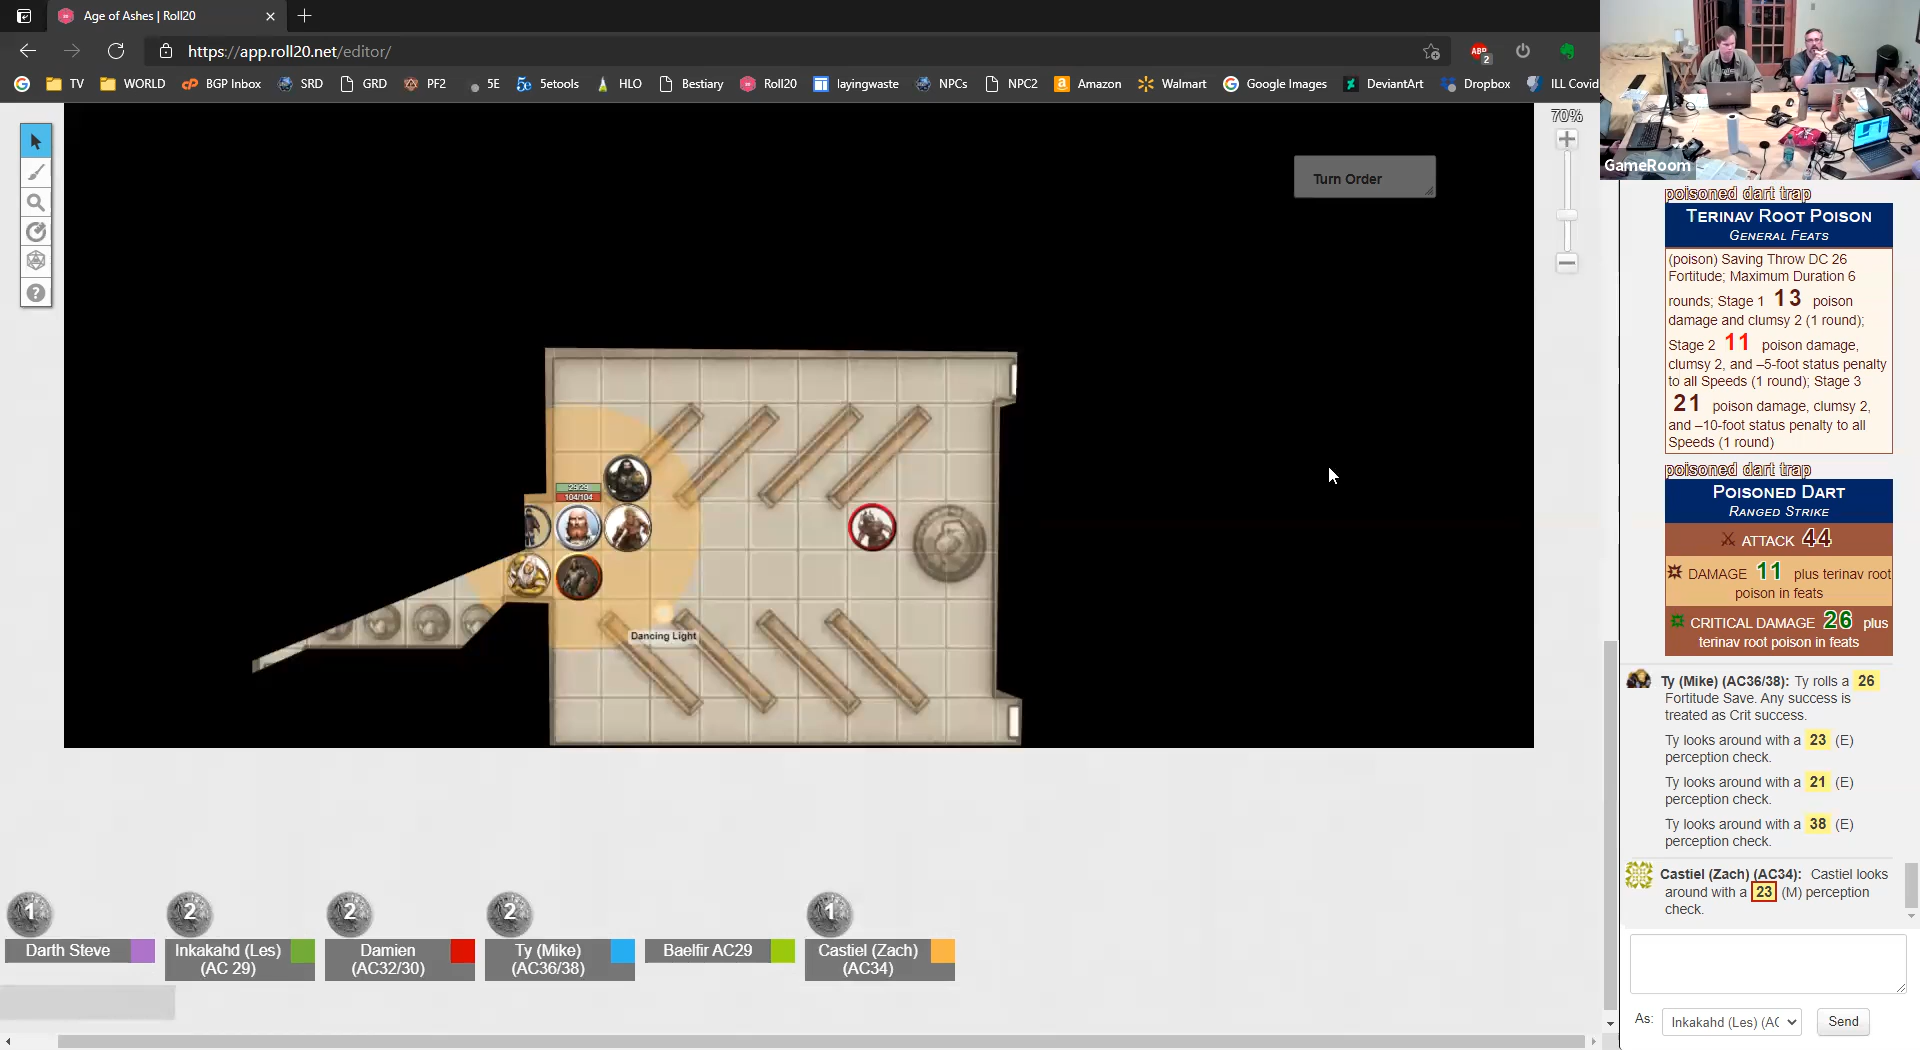 Age of Ashes | Roll20
https://app.roll20.net/editor/
ABP
2
TV
WORLD
BGP Inbox
SRD
GRD
PF2
5E
5etools
HLO
Bestiary
Roll20
layingwaste
NPCs
NPC2
Amazon
Walmart
Google Images
DeviantArt
Dropbox
ILL Covid
70%
Turn Order
29/29
104/104
Dancing Light
GameRoom
poisoned dart trap
TERINAV ROOT POISON
GENERAL FEATS
(poison) Saving Throw DC 26
Fortitude; Maximum Duration 6
rounds; Stage 1 13 poison
damage and clumsy 2 (1 round);
Stage 2 11 poison damage,
clumsy 2, and –5-foot status penalty
to all Speeds (1 round); Stage 3
21 poison damage, clumsy 2,
and –10-foot status penalty to all
Speeds (1 round)
poisoned dart trap
POISONED DART
RANGED STRIKE
ATTACK 44
DAMAGE 11 plus terinav root
poison in feats
CRITICAL DAMAGE 26 plus
terinav root poison in feats
Ty (Mike) (AC36/38): Ty rolls a 26
Fortitude Save. Any success is
treated as Crit success.
Ty looks around with a 23 (E)
perception check.
Ty looks around with a 21 (E)
perception check.
Ty looks around with a 38 (E)
perception check.
Castiel (Zach) (AC34): Castiel looks
around with a 23 (M) perception
check.
As: Inkakahd (Les) (AC
Send
1
Darth Steve
2
Inkakahd (Les)
(AC 29)
2
Damien
(AC32/30)
2
Ty (Mike)
(AC36/38)
Baelfir AC29
1
Castiel (Zach)
(AC34)